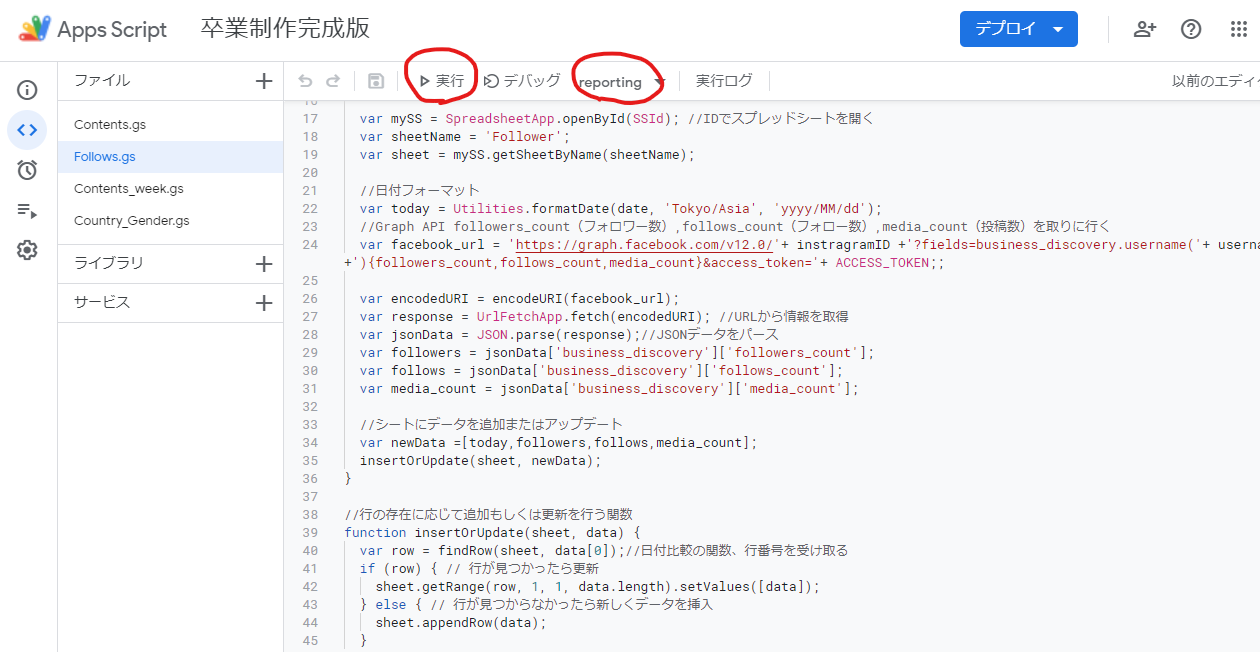 Apps Script 卒業制作完成版 デプロイ
ファイル
実行 デバッグ reporting 実行ログ 以前のエディ
Contents.gs
Follows.gs
Contents_week.gs
Country_Gender.gs
ライブラリ
サービス
17 var mySS = SpreadsheetApp.openById(SSId); //IDでスプレッドシートを開く
18 var sheetName = 'Follower';
19 var sheet = mySS.getSheetByName(sheetName);
20
21 //日付フォーマット
22 var today = Utilities.formatDate(date, 'Tokyo/Asia', 'yyyy/MM/dd');
23 //Graph API followers_count（フォロワー数）,follows_count（フォロー数）,media_count（投稿数）を取りに行く
24 var facebook_url = 'https://graph.facebook.com/v12.0/'+ instragramID +'?fields=business_discovery.username('+ userna
+'){followers_count,follows_count,media_count}&access_token='+ ACCESS_TOKEN;;
25
26 var encodedURI = encodeURI(facebook_url);
27 var response = UrlFetchApp.fetch(encodedURI); //URLから情報を取得
28 var jsonData = JSON.parse(response);//JSONデータをパース
29 var followers = jsonData['business_discovery']['followers_count'];
30 var follows = jsonData['business_discovery']['follows_count'];
31 var media_count = jsonData['business_discovery']['media_count'];
32
33 //シートにデータを追加またはアップデート
34 var newData =[today,followers,follows,media_count];
35 insertOrUpdate(sheet, newData);
36 }
37
38 //行の存在に応じて追加もしくは更新を行う関数
39 function insertOrUpdate(sheet, data) {
40 var row = findRow(sheet, data[0]);//日付比較の関数、行番号を受け取る
41 if (row) { // 行が見つかったら更新
42 sheet.getRange(row, 1, 1, data.length).setValues([data]);
43 } else { // 行が見つからなかったら新しくデータを挿入
44 sheet.appendRow(data);
45 }